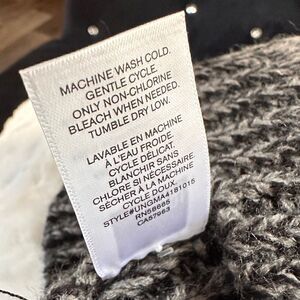 MACHINE WASH COLD.
GENTLE CYCLE.
ONLY NON-CHLORINE
BLEACH WHEN NEEDED.
TUMBLE DRY LOW.
LAVABLE EN MACHINE
À L'EAU FROIDE.
CYCLE DÉLICAT.
BLANCHIR SANS
CHLORE SI NÉCESSAIRE
SÉCHER À LA MACHINE
CYCLE DOUX.
STYLE#UNGMA4181015
RN56665
CA57963